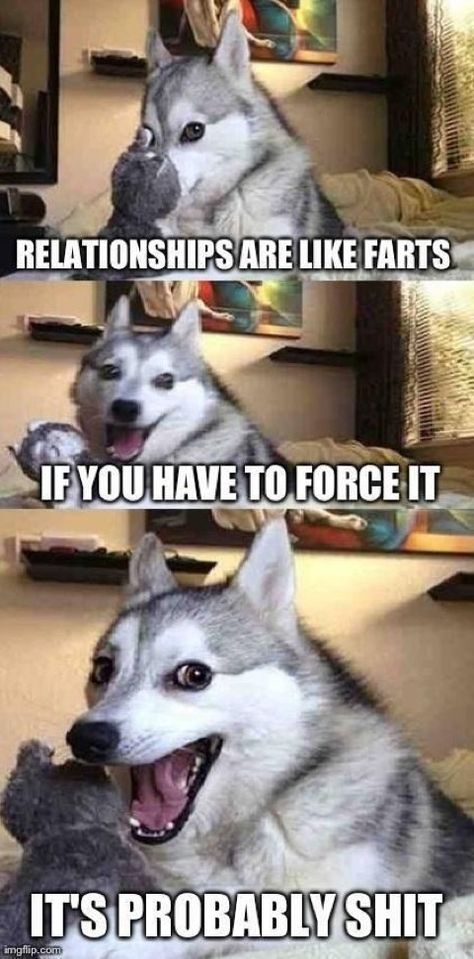 RELATIONSHIPS ARE LIKE FARTS
IF YOU HAVE TO FORCE IT
IT'S PROBABLY SHIT
imgflip.com